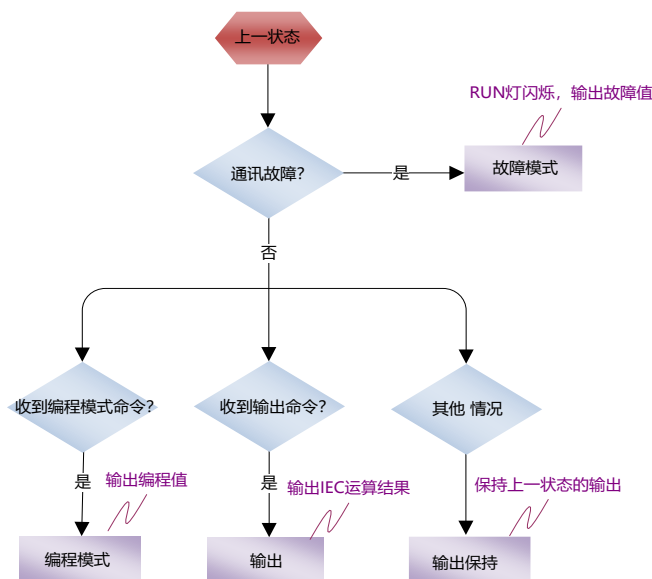 上一状态
RUN灯闪烁，输出故障值
通讯故障？
是
故障模式
否
收到编程模式命令？
收到输出命令？
其他 情况
是
输出编程值
是
输出IEC运算结果
保持上一状态的输出
编程模式
输出
输出保持